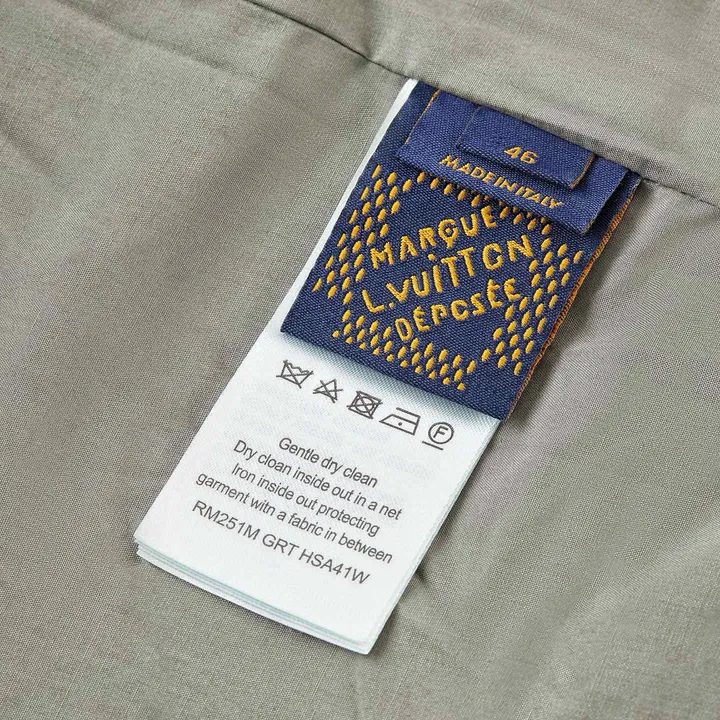 46
MADE IN ITALY
MARQUE
L.VUITTON
DÉPOSÉE
F
Gentle dry clean
Dry cloan inside out in a net
Iron inside out protecting
garment witn a fabric in between
RM251M GRT HSA41W